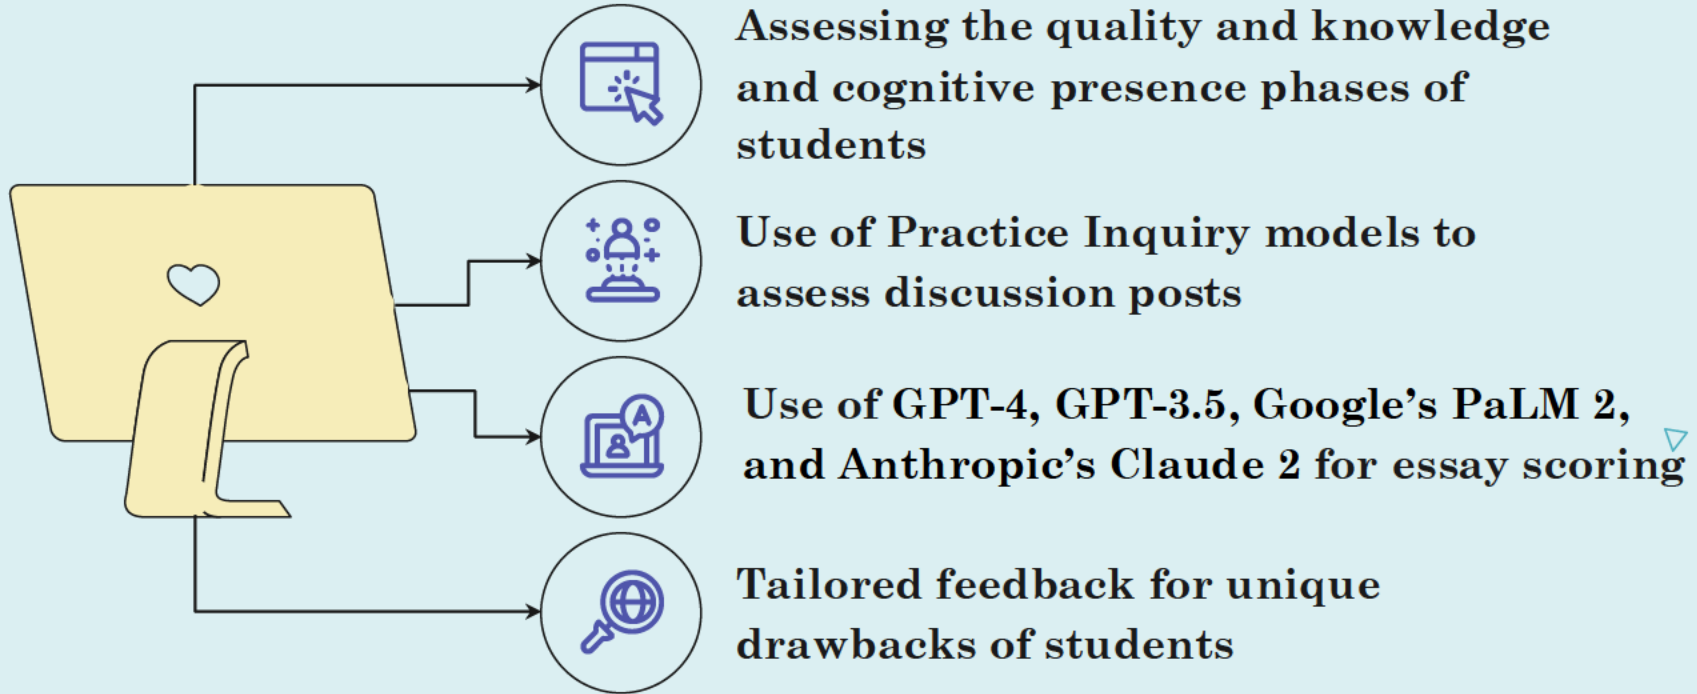 Assessing the quality and knowledge
and cognitive presence phases of
students
Use of Practice Inquiry models to
assess discussion posts
Use of GPT-4, GPT-3.5, Google’s PaLM 2,
and Anthropic’s Claude 2 for essay scoring
A
Tailored feedback for unique
drawbacks of students